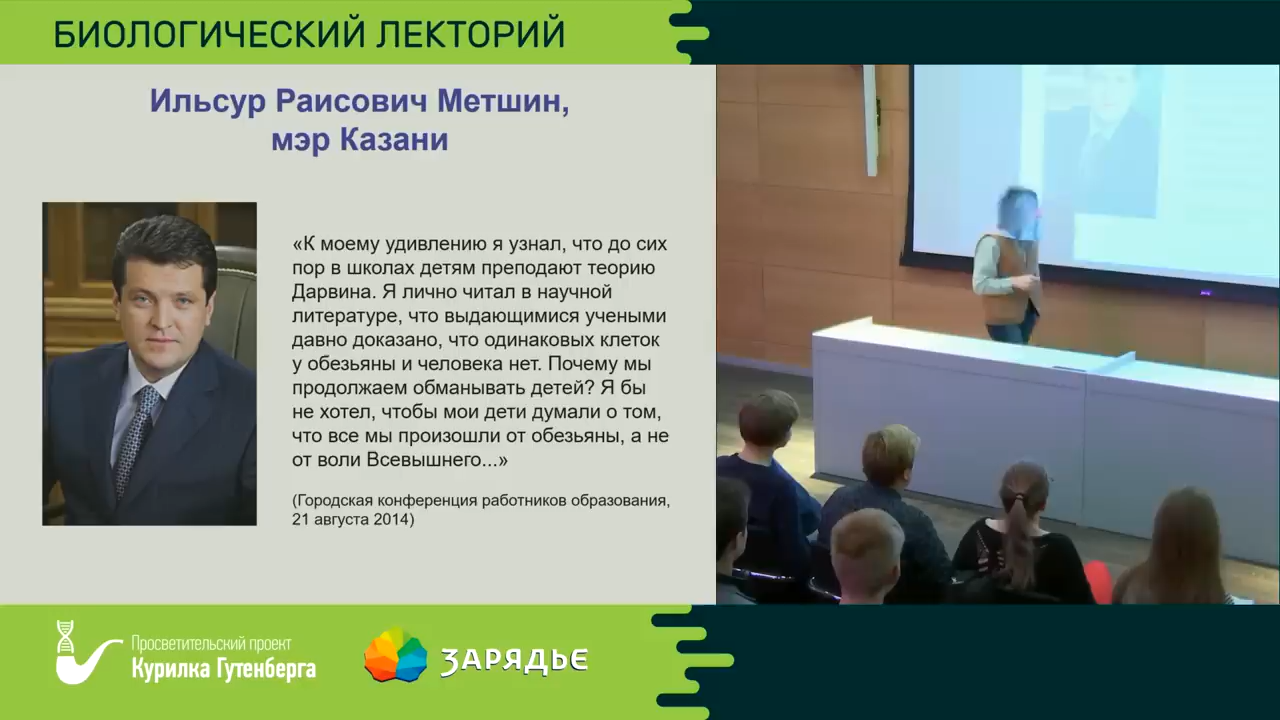 БИОЛОГИЧЕСКИЙ ЛЕКТОРИЙ
Ильсур Раисович Метшин,
мэр Казани
«К моему удивлению я узнал, что до сих
пор в школах детям преподают теорию
Дарвина. Я лично читал в научной
литературе, что выдающимися учеными
давно доказано, что одинаковых клеток
у обезьяны и человека нет. Почему мы
продолжаем обманывать детей? Я бы
не хотел, чтобы мои дети думали о том,
что все мы произошли от обезьяны, а не
от воли Всевышнего...»
(Городская конференция работников образования,
21 августа 2014)
Просветительский проект
Курилка Гутенберга
ЗАРЯДЬЕ